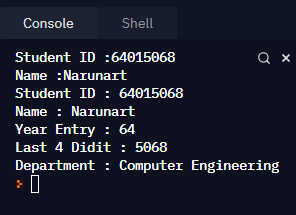 Console Shell
Student ID :64015068
Name :Narunart
Student ID : 64015068
Name : Narunart
Year Entry : 64
Last 4 Didit : 5068
Department : Computer Engineering